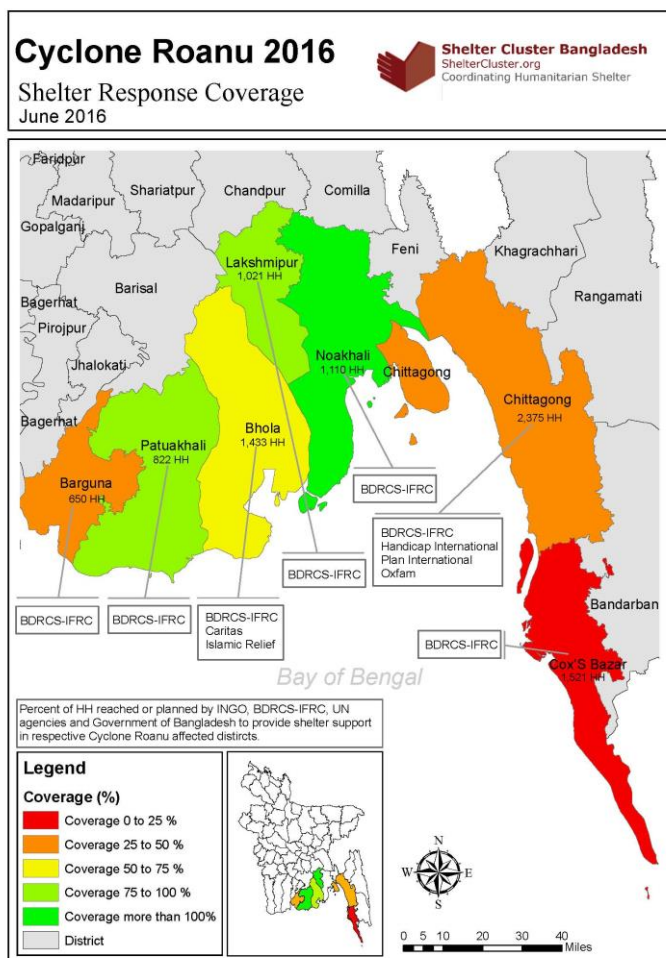 Cyclone Roanu 2016
Shelter Response Coverage
June 2016
Shelter Cluster Bangladesh
ShelterCluster.org
Coordinating Humanitarian Shelter
Faridpur
Madaripur
Shariatpur
Chandpur
Comilla
Gopalganj
Feni
Khagrachhari
Rangamati
Lakshmipur
1,021 HH
Barisal
Bagerhat
Pirojpur
Jhalokati
Noakhali
1,110 HH
Chittagong
Chittagong
2,375 HH
Bagerhat
Bhola
1,433 HH
Patuakhali
822 HH
Barguna
650 HH
BDRCS-IFRC
BDRCS-IFRC
Handicap International
Plan International
Oxfam
BDRCS-IFRC
Bandarban
BDRCS-IFRC
BDRCS-IFRC
BDRCS-IFRC
Caritas
Islamic Relief
BDRCS-IFRC
Cox'S Bazar
1,521 HH
Bay of Bengal
Percent of HH reached or planned by INGO, BDRCS-IFRC, UN
agencies and Government of Bangladesh to provide shelter support
in respective Cyclone Roanu affected distircts.
Legend
Coverage (%)
Coverage 0 to 25 %
Coverage 25 to 50 %
Coverage 50 to 75 %
Coverage 75 to 100 %
Coverage more than 100%
District
N
W
E
S
0 5 10 20 30 40
Miles